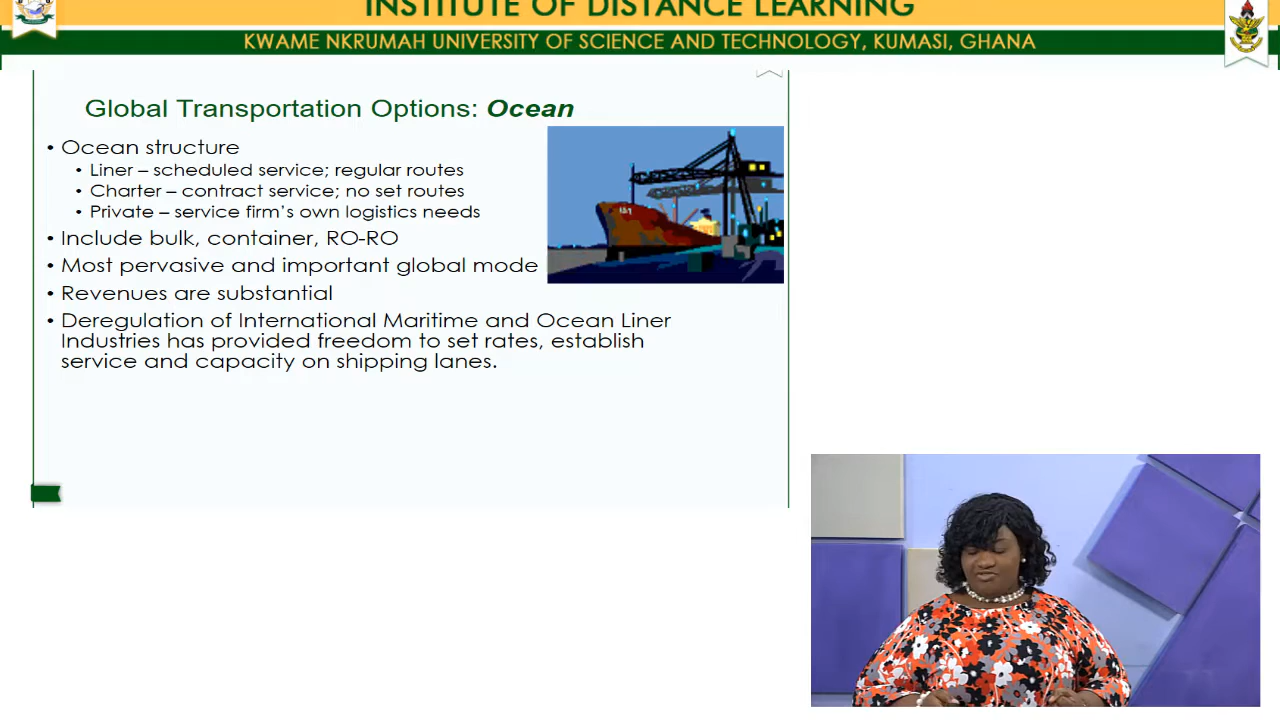 INSTITUTE OF DISTANCE LEARNING
KWAME NKRUMAH UNIVERSITY OF SCIENCE AND TECHNOLOGY, KUMASI, GHANA
Global Transportation Options: Ocean
• Ocean structure
• Liner – scheduled service; regular routes
• Charter – contract service; no set routes
• Private – service firm's own logistics needs
• Include bulk, container, RO-RO
• Most pervasive and important global mode
• Revenues are substantial
• Deregulation of International Maritime and Ocean Liner
Industries has provided freedom to set rates, establish
service and capacity on shipping lanes.